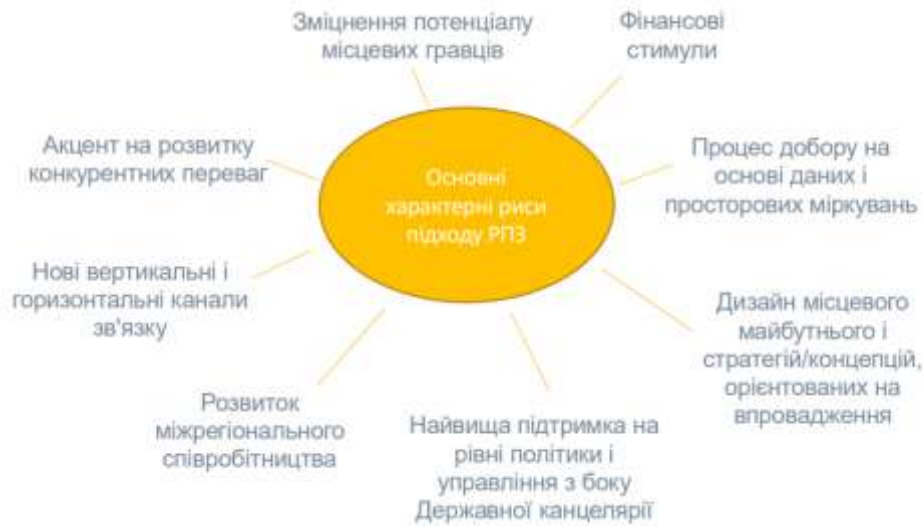 Зміцнення потенціалу
місцевих гравців
Фінансові
стимули
Акцент на розвитку
конкурентних переваг
Основні
характерні риси
підходу РПЗ
Процес добору на
основі даних і
просторових міркувань
Нові вертикальні і
горизонтальні канали
зв'язку
Дизайн місцевого
майбутнього і
стратегій/концепцій,
орієнтованих на
впровадження
Розвиток
міжрегіонального
співробітництва
Найвища підтримка на
рівні політики і
управління з боку
Державної канцелярії